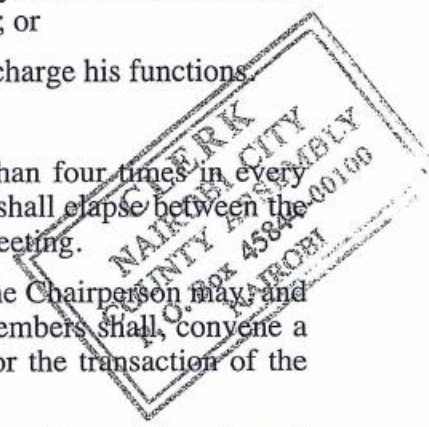 ; or
charge his functions.
han four times in every
shall elapse between the
eeting.
ne Chairperson may, and
embers shall, convene a
or the transaction of the
CLERK
NAIROBI CITY
COUNTY ASSEMBLY
P. O. Box 45844-00100
NAIROBI